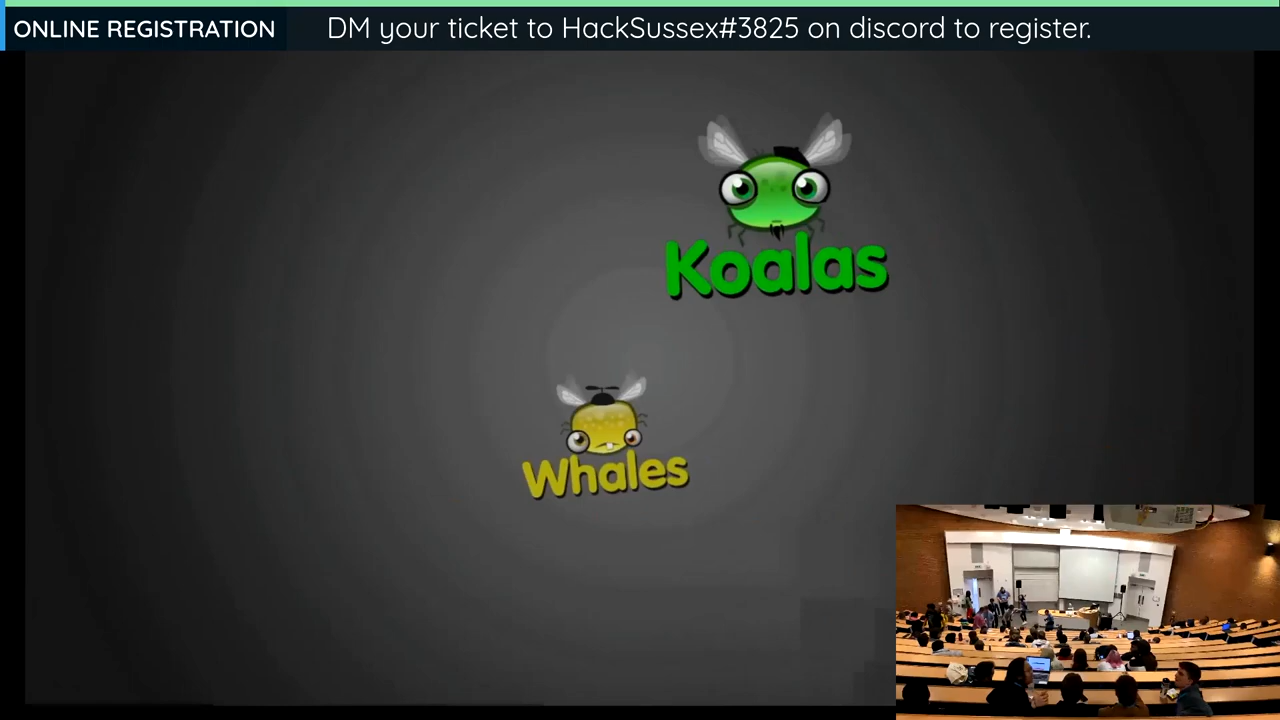 ONLINE REGISTRATION
DM your ticket to HackSussex#3825 on discord to register.
Koalas
Whales